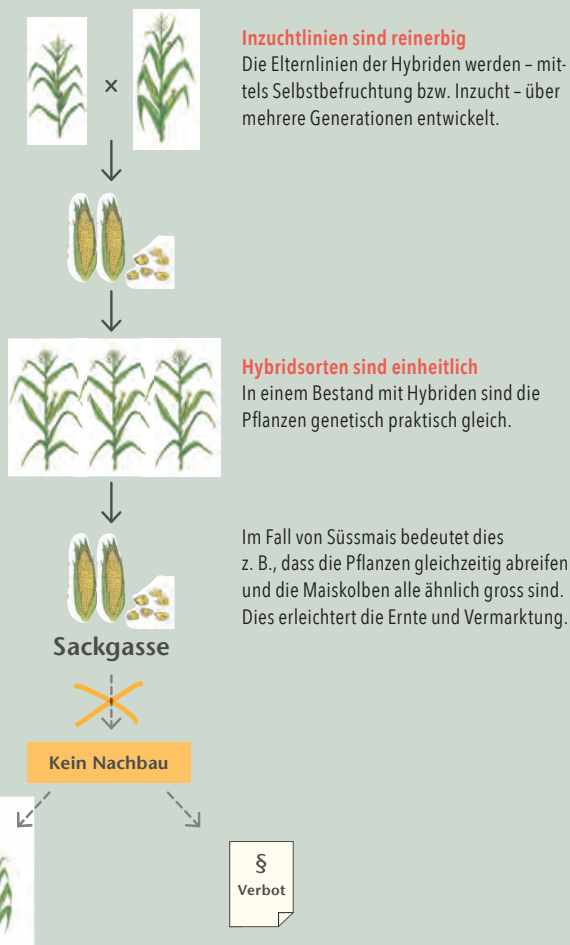 Inzuchtlinien sind reinerbig
Die Elternlinien der Hybriden werden – mit-
tels Selbstbefruchtung bzw. Inzucht – über
mehrere Generationen entwickelt.
×
Hybridsorten sind einheitlich
In einem Bestand mit Hybriden sind die
Pflanzen genetisch praktisch gleich.
Im Fall von Süssmais bedeutet dies
z. B., dass die Pflanzen gleichzeitig abreifen
und die Maiskolben alle ähnlich gross sind.
Dies erleichtert die Ernte und Vermarktung.
Sackgasse
Kein Nachbau
§
Verbot